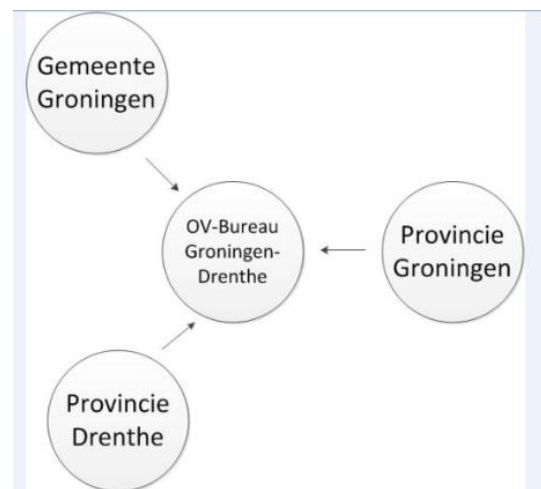 Gemeente
Groningen
OV-Bureau
Groningen-
Drenthe
Provincie
Groningen
Provincie
Drenthe